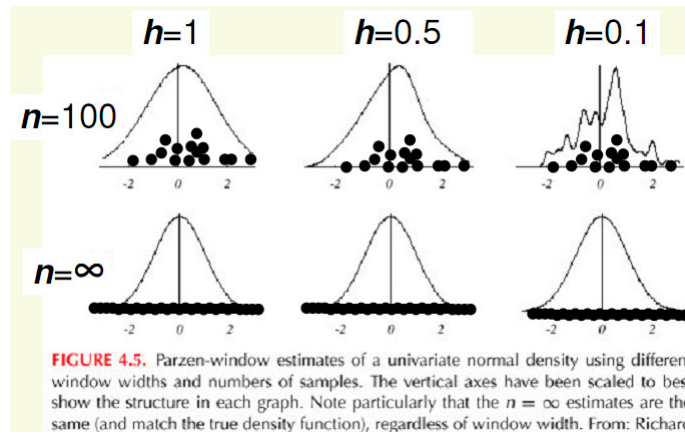 h=1 h=0.5 h=0.1
n=100
-2 0 2 -2 0 2 -2 0 2
n=∞
-2 0 2 -2 0 2 -2 0 2
FIGURE 4.5. Parzen-window estimates of a univariate normal density using differen
window widths and numbers of samples. The vertical axes have been scaled to bes
show the structure in each graph. Note particularly that the n = ∞ estimates are the
same (and match the true density function), regardless of window width. From: Richard